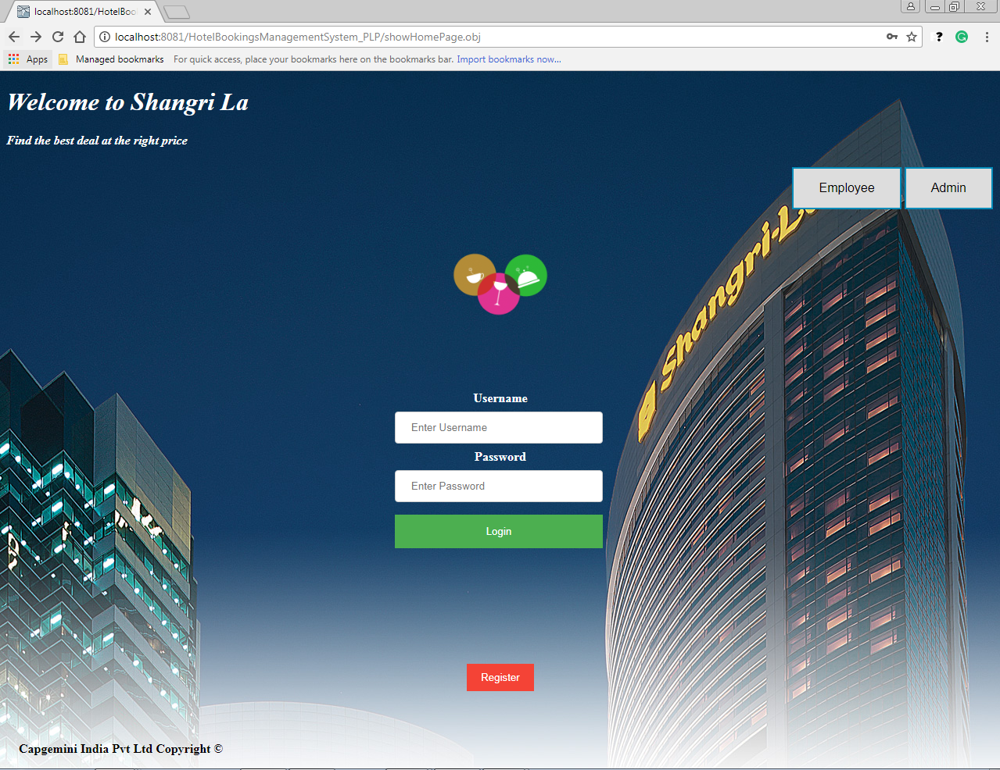 localhost:8081/HotelBoo
localhost:8081/HotelBookingsManagementSystem_PLP/showHomePage.obj
Apps Managed bookmarks For quick access, place your bookmarks here on the bookmarks bar. Import bookmarks now...
Welcome to Shangri La
Find the best deal at the right price
Employee Admin
Shangri-L
Username
Enter Username
Password
Enter Password
Login
Register
Capgemini India Pvt Ltd Copyright ©